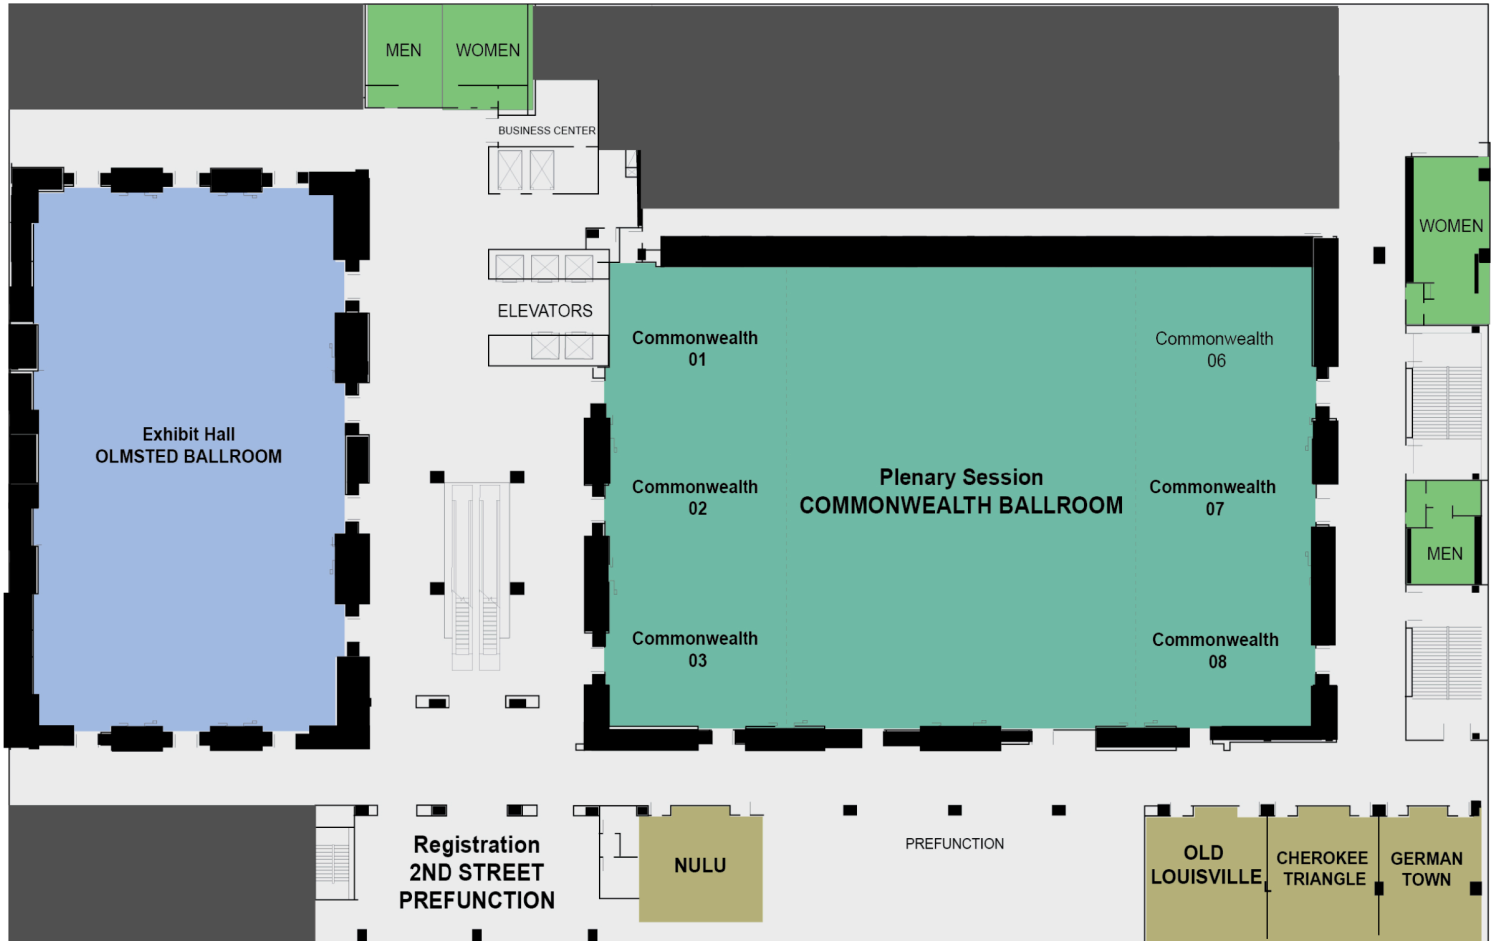 MEN
WOMEN
BUSINESS CENTER
WOMEN
ELEVATORS
Commonwealth
01
Commonwealth
06
Exhibit Hall
OLMSTED BALLROOM
Plenary Session
COMMONWEALTH BALLROOM
Commonwealth
02
Commonwealth
07
MEN
Commonwealth
03
Commonwealth
08
Registration
2ND STREET
PREFUNCTION
NULU
PREFUNCTION
OLD
LOUISVILLE
CHEROKEE
TRIANGLE
GERMAN
TOWN